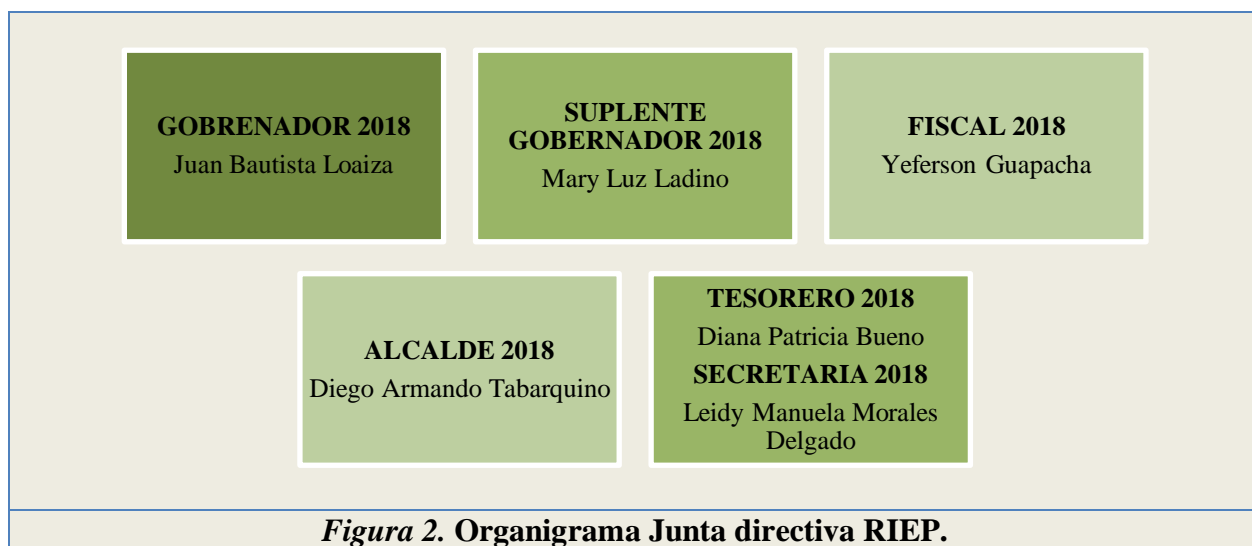 GOBRENADOR 2018
Juan Bautista Loaiza
SUPLENTE
GOBERNADOR 2018
Mary Luz Ladino
FISCAL 2018
Yeferson Guapacha
ALCALDE 2018
Diego Armando Tabarquino
TESORERO 2018
Diana Patricia Bueno
SECRETARIA 2018
Leidy Manuela Morales
Delgado
Figura 2. Organigrama Junta directiva RIEP.